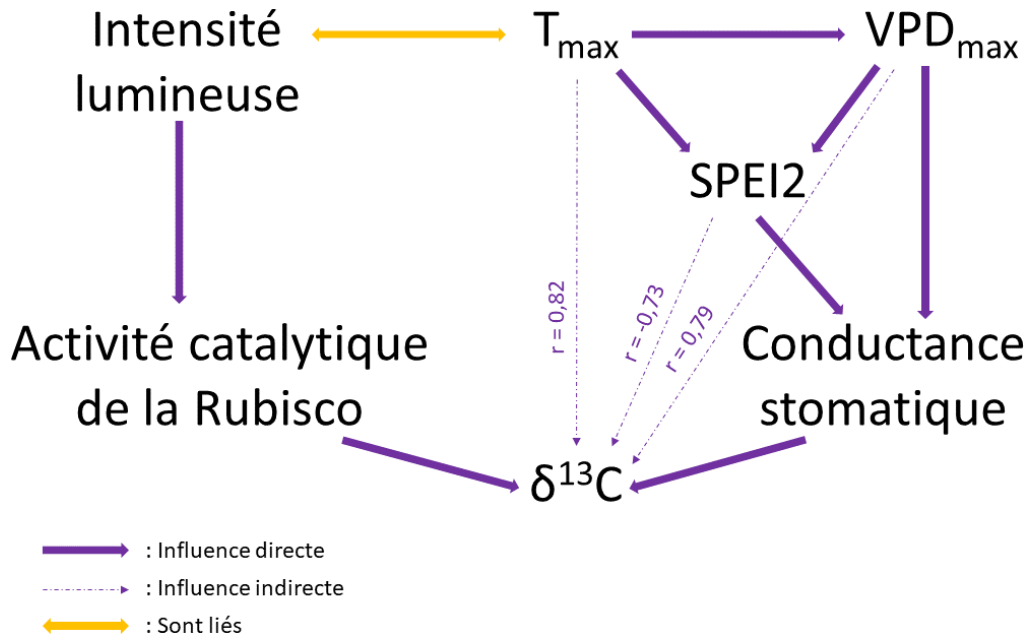 Intensité
lumineuse
Tmax
VPDmax
SPEI2
r = 0,82
r = -0,73
r = 0,79
Activité catalytique
de la Rubisco
Conductance
stomatique
δ¹³C
: Influence directe
: Influence indirecte
: Sont liés